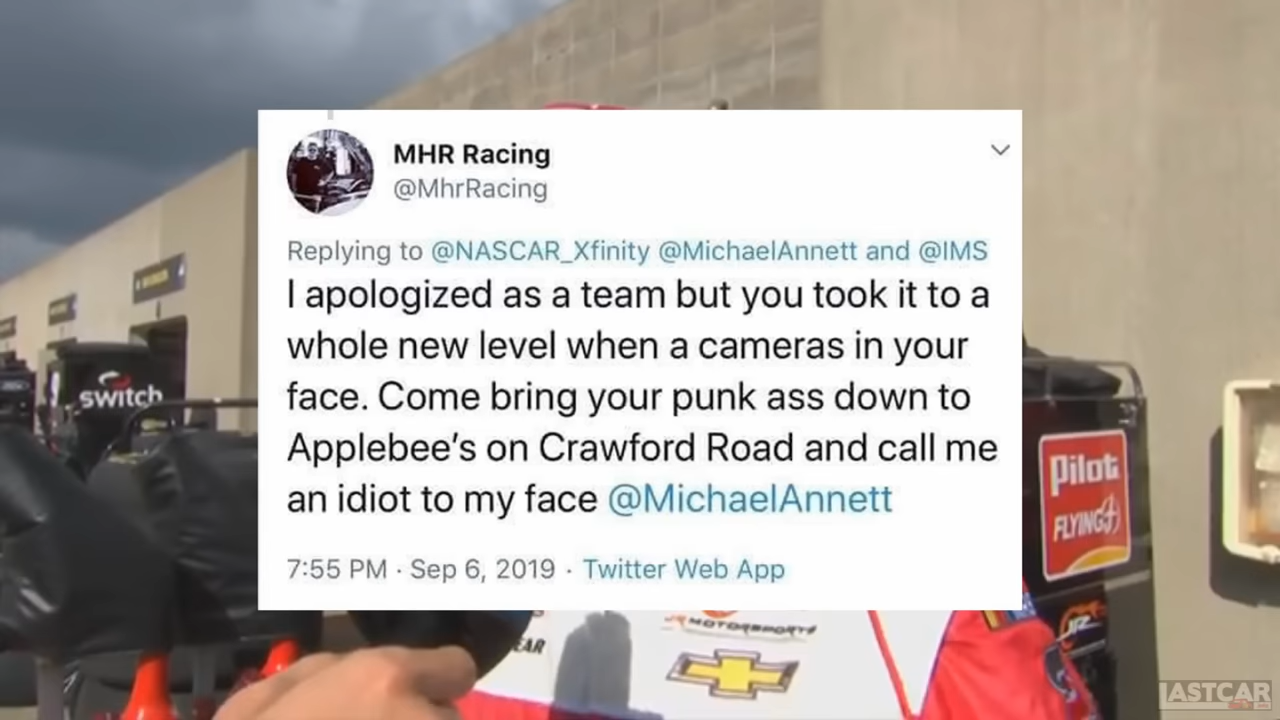 MHR Racing
@MhrRacing
Replying to @NASCAR_Xfinity @MichaelAnnett and @IMS
I apologized as a team but you took it to a
whole new level when a cameras in your
face. Come bring your punk ass down to
Applebee's on Crawford Road and call me
an idiot to my face @MichaelAnnett
7:55 PM · Sep 6, 2019 · Twitter Web App
switch
Pilot
FLYING J
JR MOTORSPORTS
LASTCAR